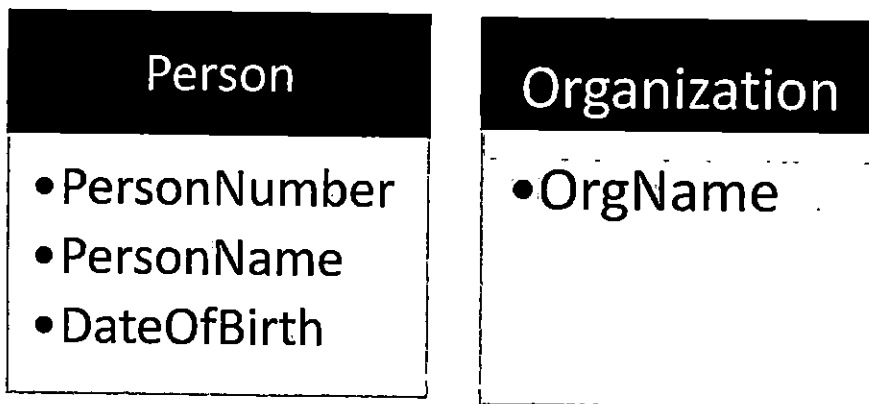 Person
•PersonNumber
•PersonName
•DateOfBirth
Organization
•OrgName